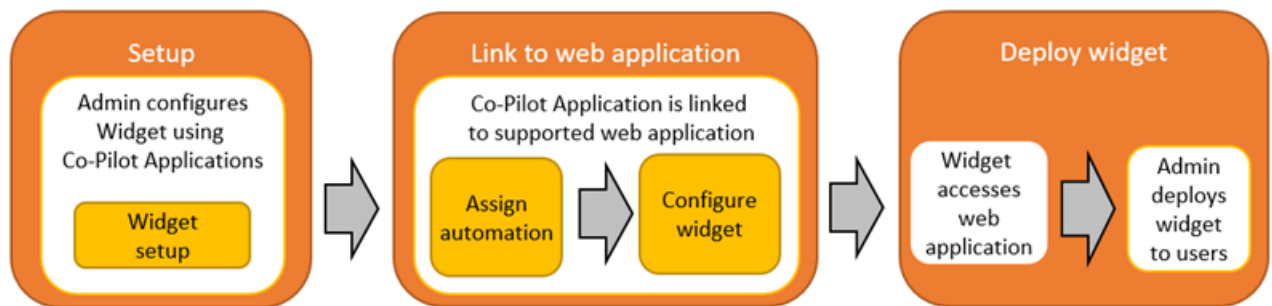 Setup
Admin configures
Widget using
Co-Pilot Applications
Widget
setup
Link to web application
Co-Pilot Application is linked
to supported web application
Assign
automation
Configure
widget
Deploy widget
Widget
accesses
web
application
Admin
deploys
widget
to users